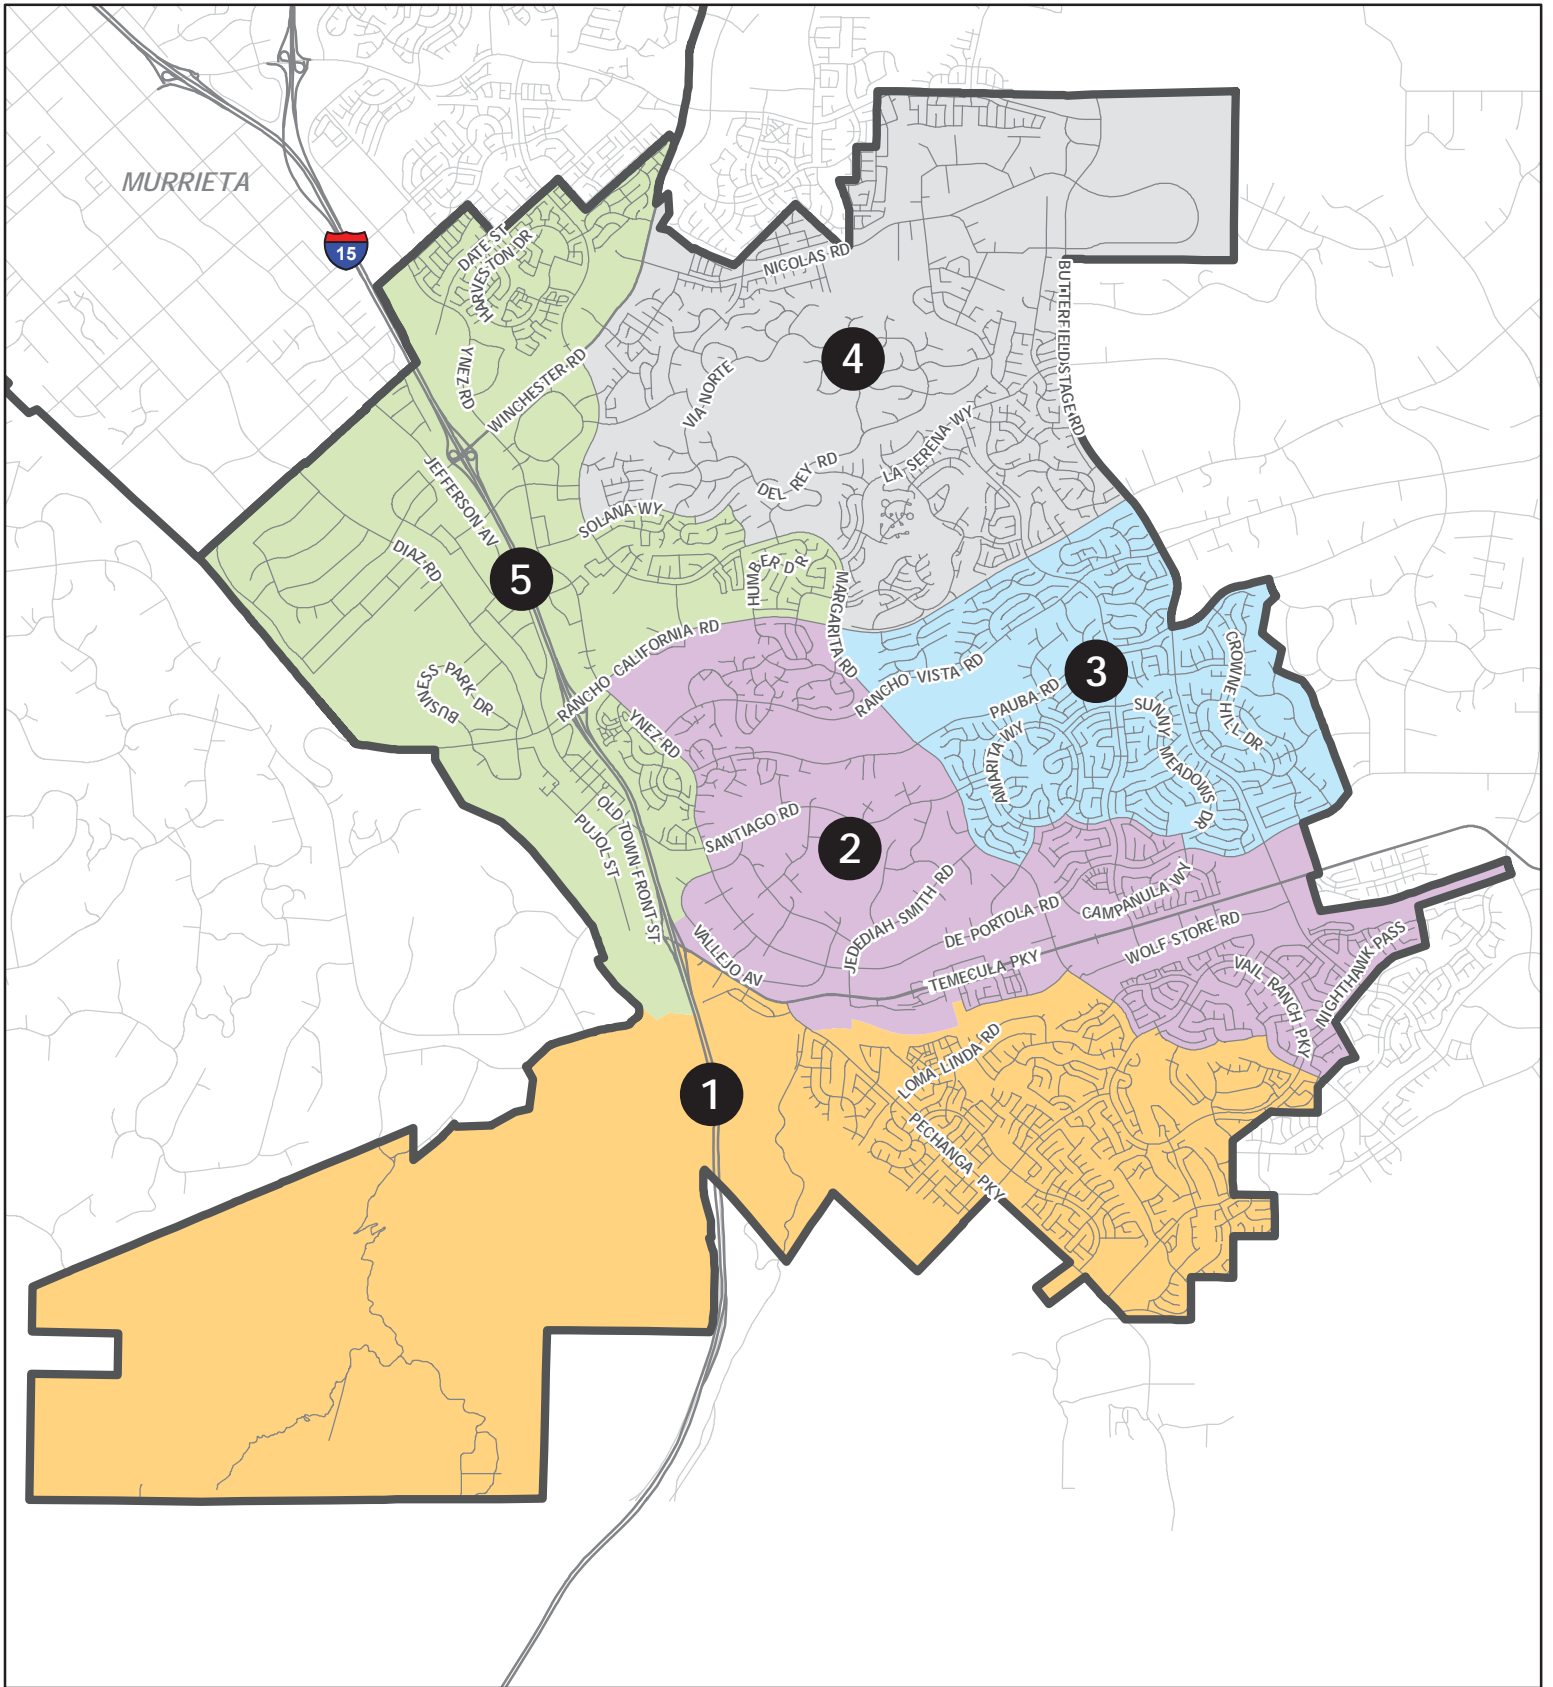 MURRIETA
15
DATE ST
HARVESTON DR
NICOLAS RD
BUTTERFIELD STAGE RD
4
YNEZ RD
WINCHESTER RD
VIA NORTE
LA SERENA WY
DEL REY RD
JEFFERSON AV
SOLANA WY
DIAZ RD
5
HUMBER DR
MARGARITA RD
RANCHO CALIFORNIA RD
RANCHO VISTA RD
3
CROWNE HILL DR
BUSINESS PARK DR
PAUBA RD
SUNNY MEADOWS DR
YNEZ RD
AMARITA WY
OLD TOWN FRONT ST
PUJOL ST
SANTIAGO RD
2
JEDEDIAH SMITH RD
CAMPANULA WY
DE PORTOLA RD
WOLF STORE RD
VALLEJO AV
TEMECULA PKY
VAIL RANCH PKY
NIGHTHAWK PASS
LOMA LINDA RD
1
PECHANGA PKY